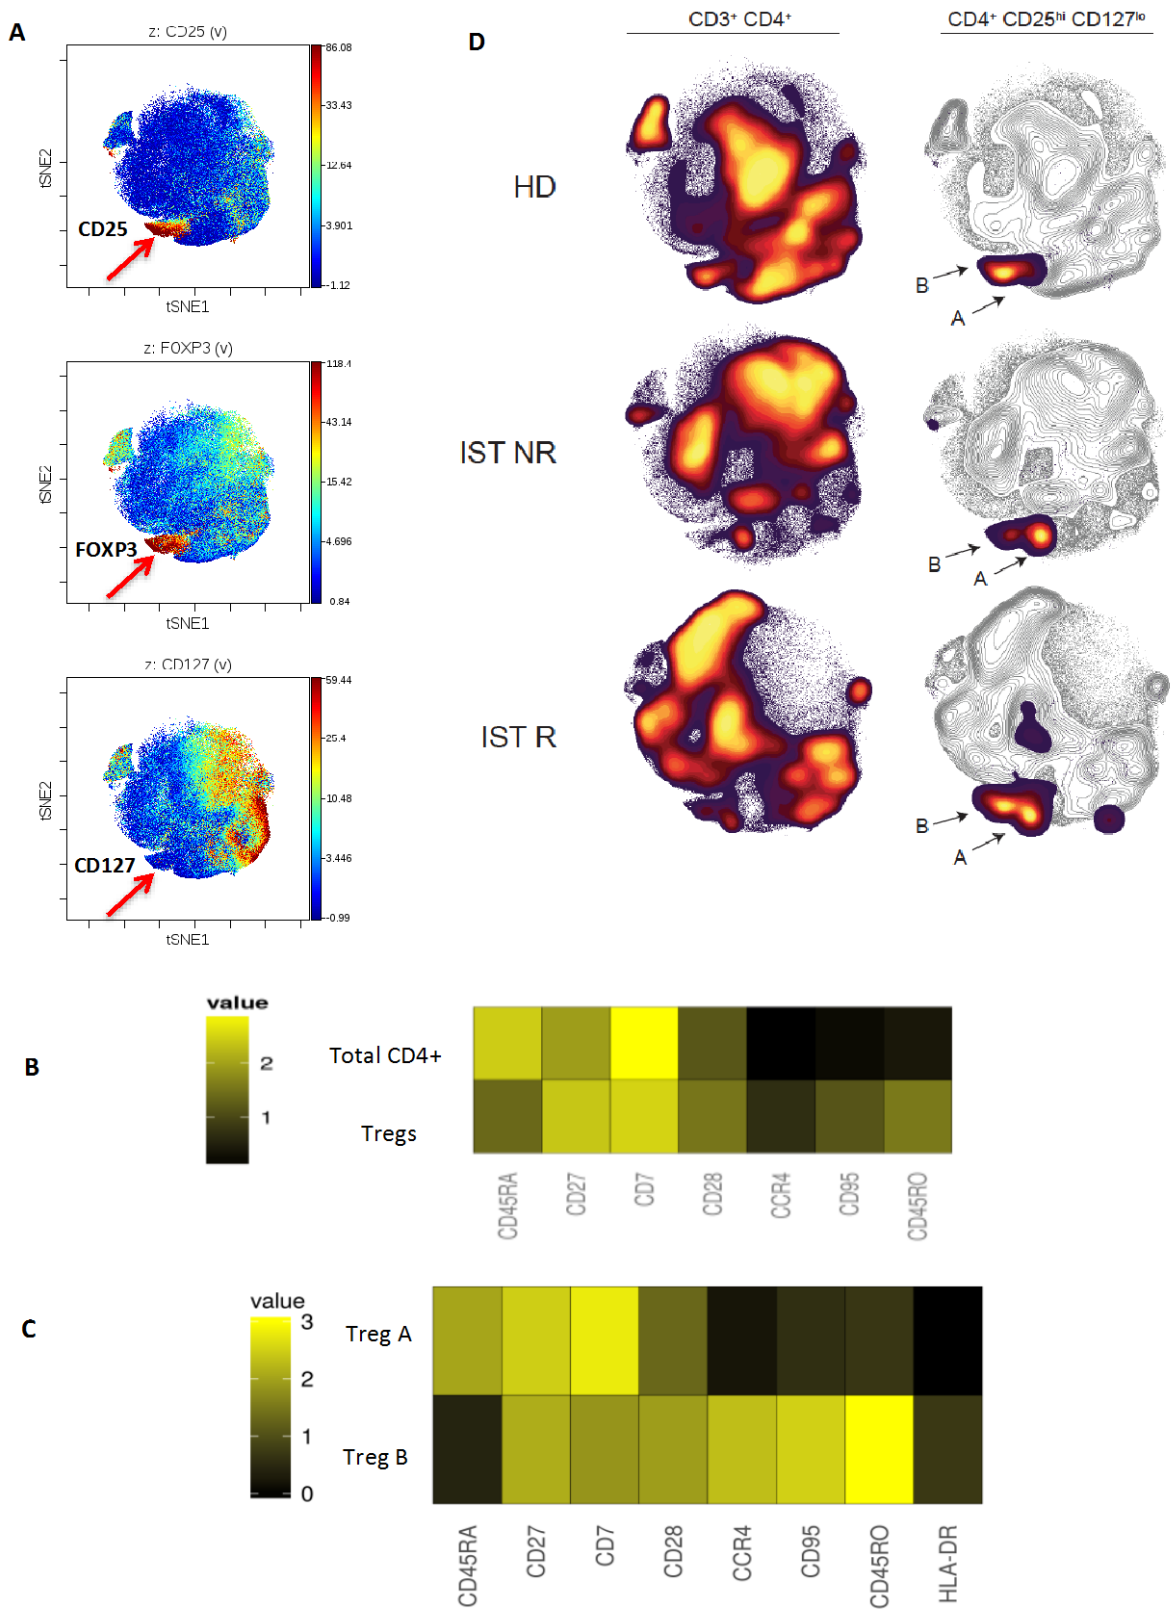 A
z: CD25 (v)
86.08
33.43
12.64
3.901
-1.12
tSNE2
CD25
tSNE1
z: FOXP3 (v)
118.4
43.14
15.42
4.696
0.84
tSNE2
FOXP3
tSNE1
z: CD127 (v)
59.44
25.4
10.48
3.446
-0.99
tSNE2
CD127
tSNE1
D
CD3⁺ CD4⁺
CD4⁺ CD25ʰⁱ CD127ˡᵒ
HD
B
A
IST NR
B
A
IST R
B
A
B
value
2
1
Total CD4+
Tregs
CD45RA
CD27
CD7
CD28
CCR4
CD95
CD45RO
C
value
3
2
1
0
Treg A
Treg B
CD45RA
CD27
CD7
CD28
CCR4
CD95
CD45RO
HLA-DR